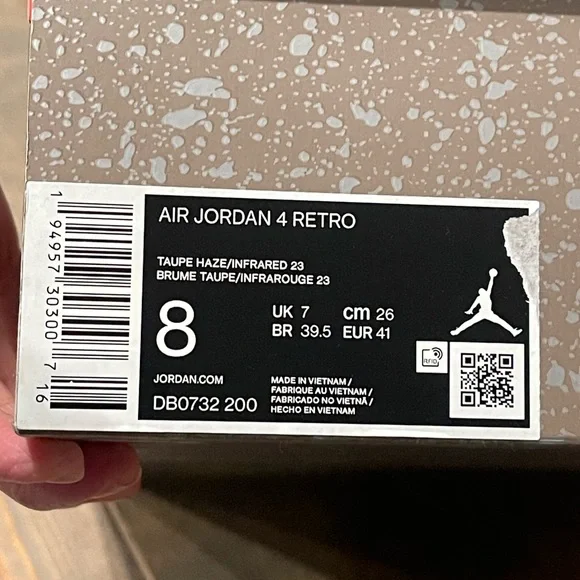 AIR JORDAN 4 RETRO
TAUPE HAZE/INFRARED 23
BRUME TAUPE/INFRAROUGE 23
8
UK 7 cm 26
BR 39.5 EUR 41
JORDAN.COM
DB0732 200
MADE IN VIETNAM /
FABRIQUE AU VIETNAM /
FABRICADO NO VIETNÃ /
HECHO EN VIETNAM
RFID
1 94957 30300 7 16